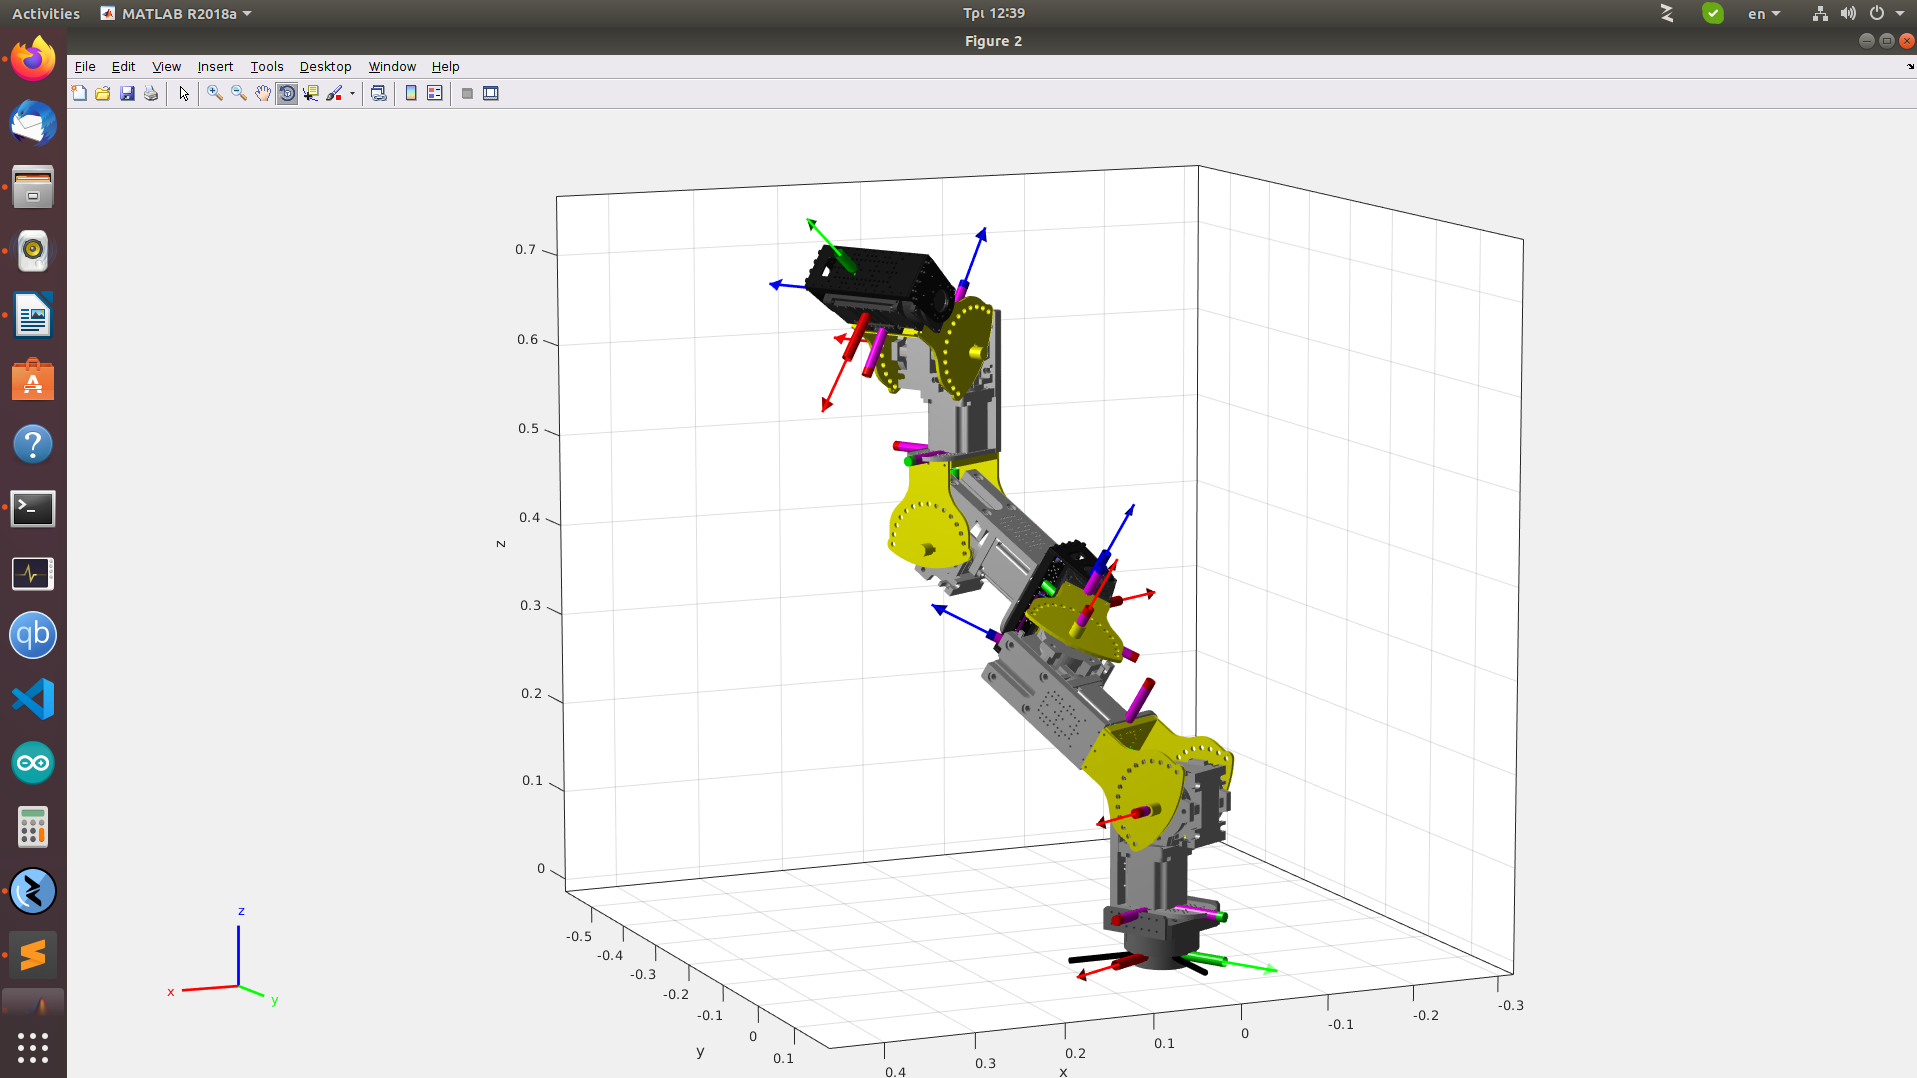 Activities MATLAB R2018a Τρι 12:39 en
Figure 2
File Edit View Insert Tools Desktop Window Help
0.7
0.6
0.5
0.4
0.3
0.2
0.1
0
z
-0.5
-0.4
-0.3
-0.2
-0.1
0
0.1
y
0.4
0.3
0.2
0.1
0
-0.1
-0.2
-0.3
x
z
x
y
qb